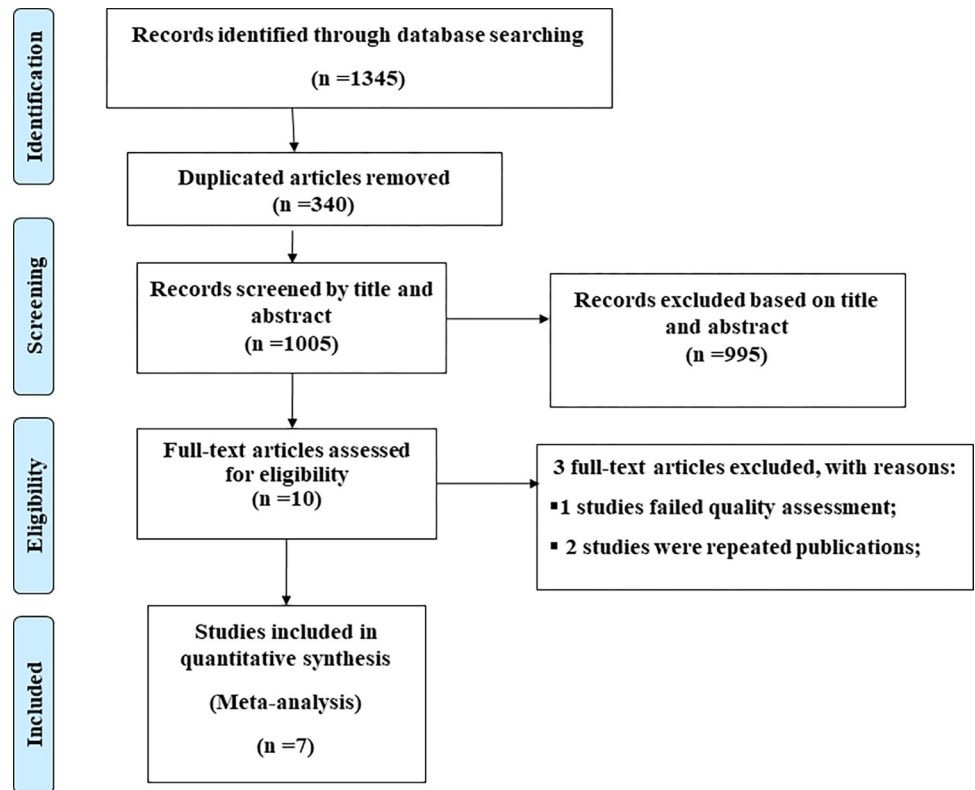 Identification
Records identified through database searching
(n =1345)
Duplicated articles removed
(n =340)
Screening
Records screened by title and
abstract
(n =1005)
Records excluded based on title
and abstract
(n =995)
Eligibility
Full-text articles assessed
for eligibility
(n =10)
3 full-text articles excluded, with reasons:
▪1 studies failed quality assessment;
▪ 2 studies were repeated publications;
Included
Studies included in
quantitative synthesis
(Meta-analysis)
(n =7)